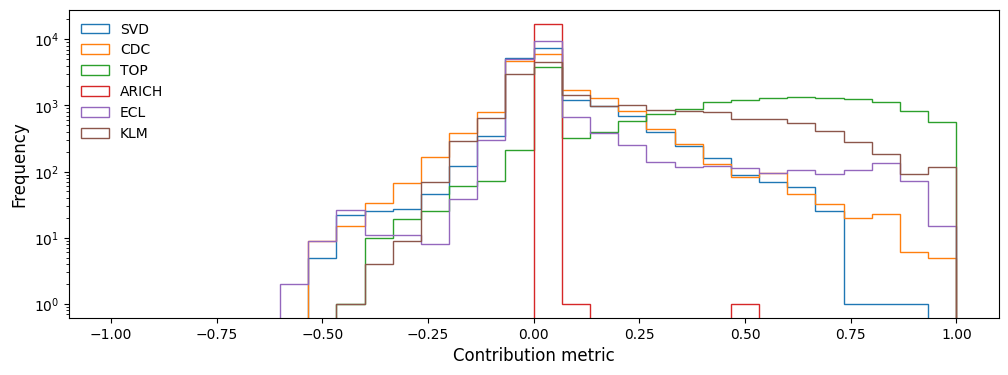 SVD
CDC
TOP
ARICH
ECL
KLM
Frequency
10⁴
10³
10²
10¹
10⁰
−1.00 −0.75 −0.50 −0.25 0.00 0.25 0.50 0.75 1.00
Contribution metric